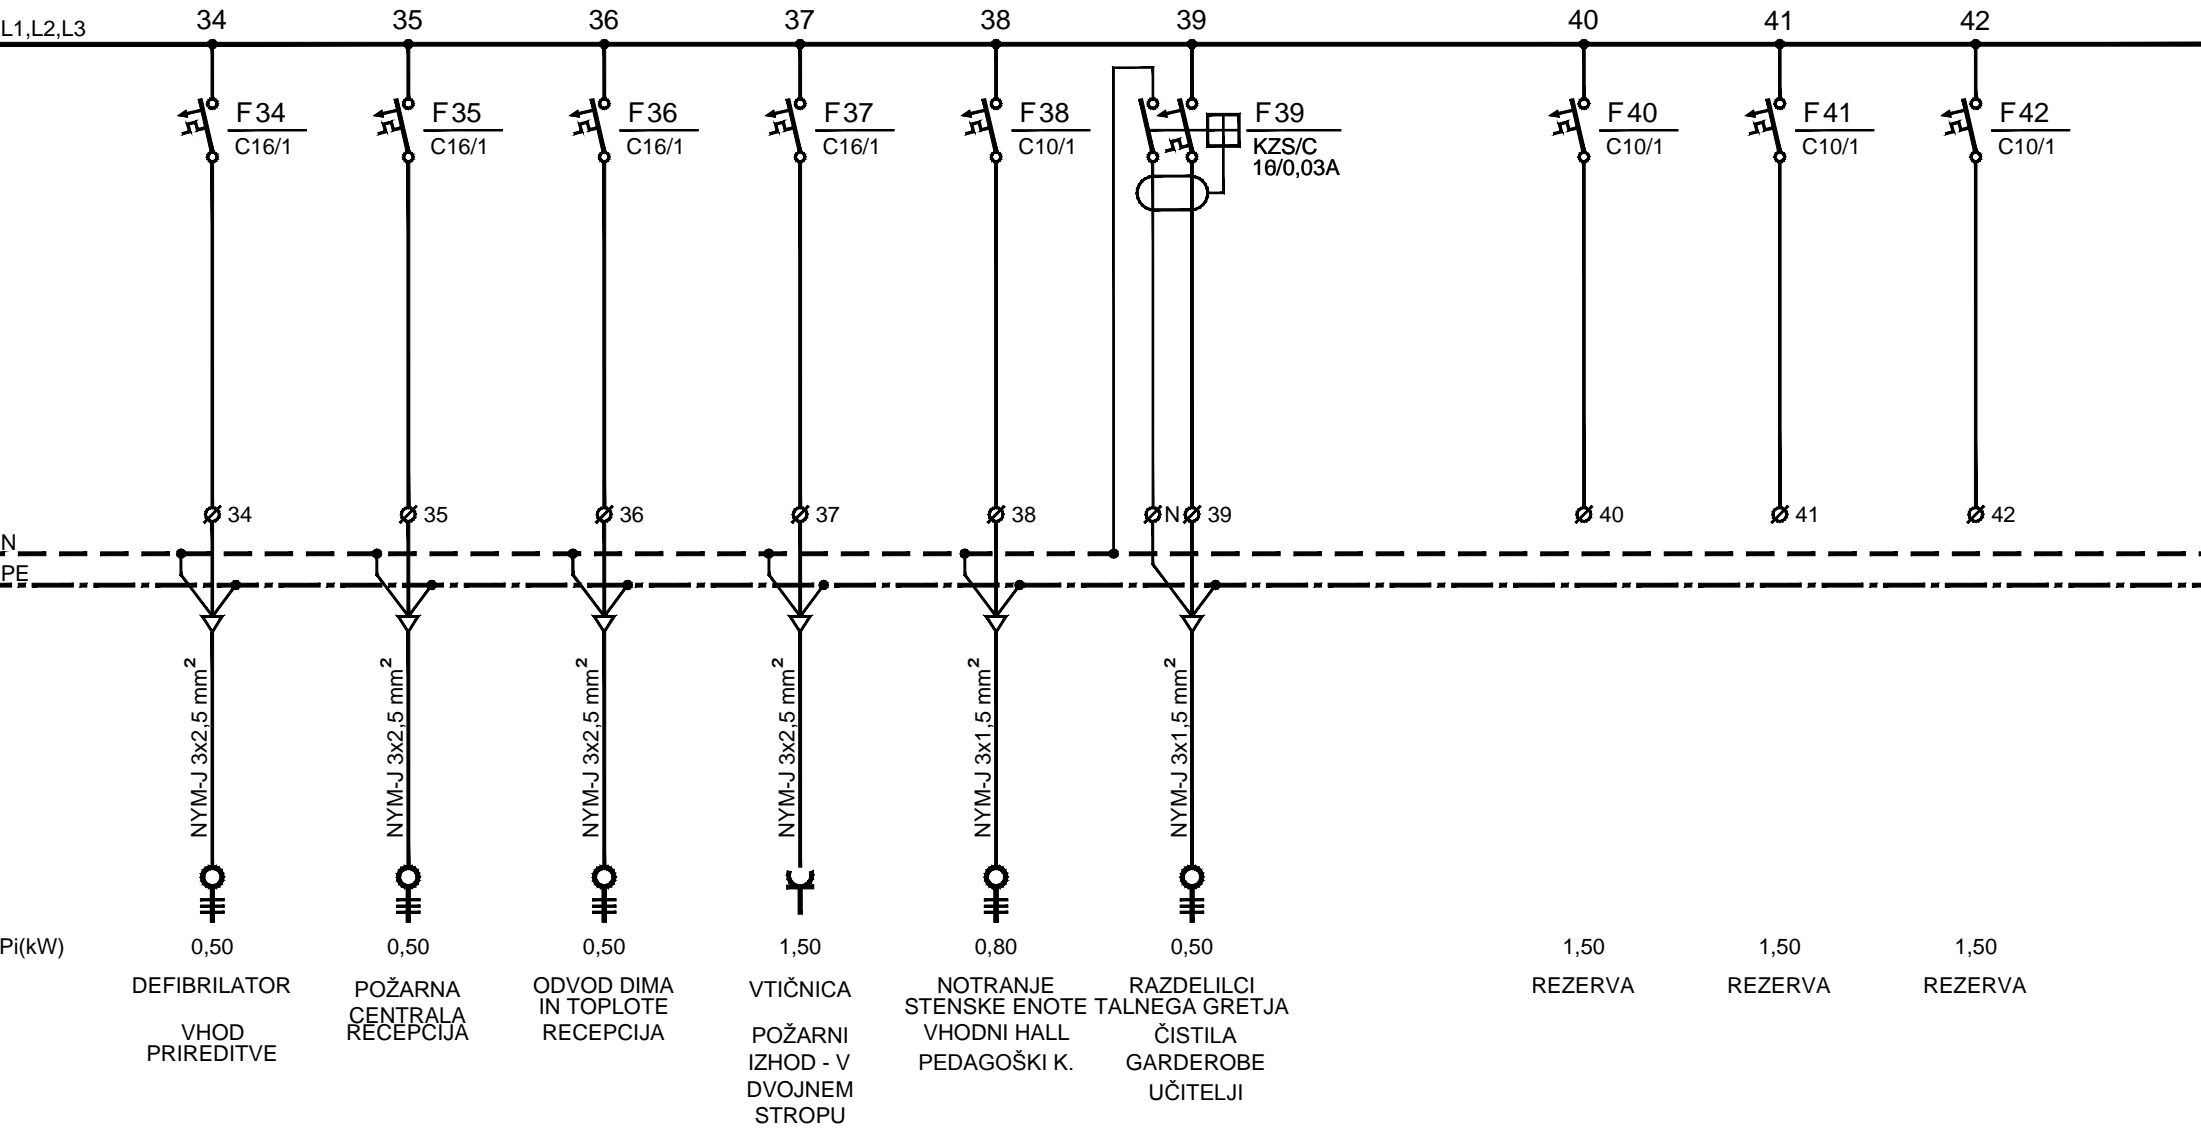 34 35 36 37 38 39 40 41 42
L1,L2,L3
F34 F35 F36 F37 F38 F39 F40 F41 F42
C16/1 C16/1 C16/1 C16/1 C10/1 KZS/C C10/1 C10/1 C10/1
16/0,03A
34 35 36 37 38 N 39 40 41 42
N
PE
NYM-J 3x2,5 mm²
NYM-J 3x2,5 mm²
NYM-J 3x2,5 mm²
NYM-J 3x2,5 mm²
NYM-J 3x1,5 mm²
NYM-J 3x1,5 mm²
Pi(kW) 0,50 0,50 0,50 1,50 0,80 0,50 1,50 1,50 1,50
DEFIBRILATOR
VHOD
PRIREDITVE
POŽARNA
CENTRALA
RECEPCIJA
ODVOD DIMA
IN TOPLOTE
RECEPCIJA
VTIČNICA
POŽARNI
IZHOD - V
DVOJNEM
STROPU
NOTRANJE
STENSKE ENOTE
VHODNI HALL
PEDAGOŠKI K.
RAZDELILCI
TALNEGA GRETJA
ČISTILA
GARDEROBE
UČITELJI
REZERVA
REZERVA
REZERVA